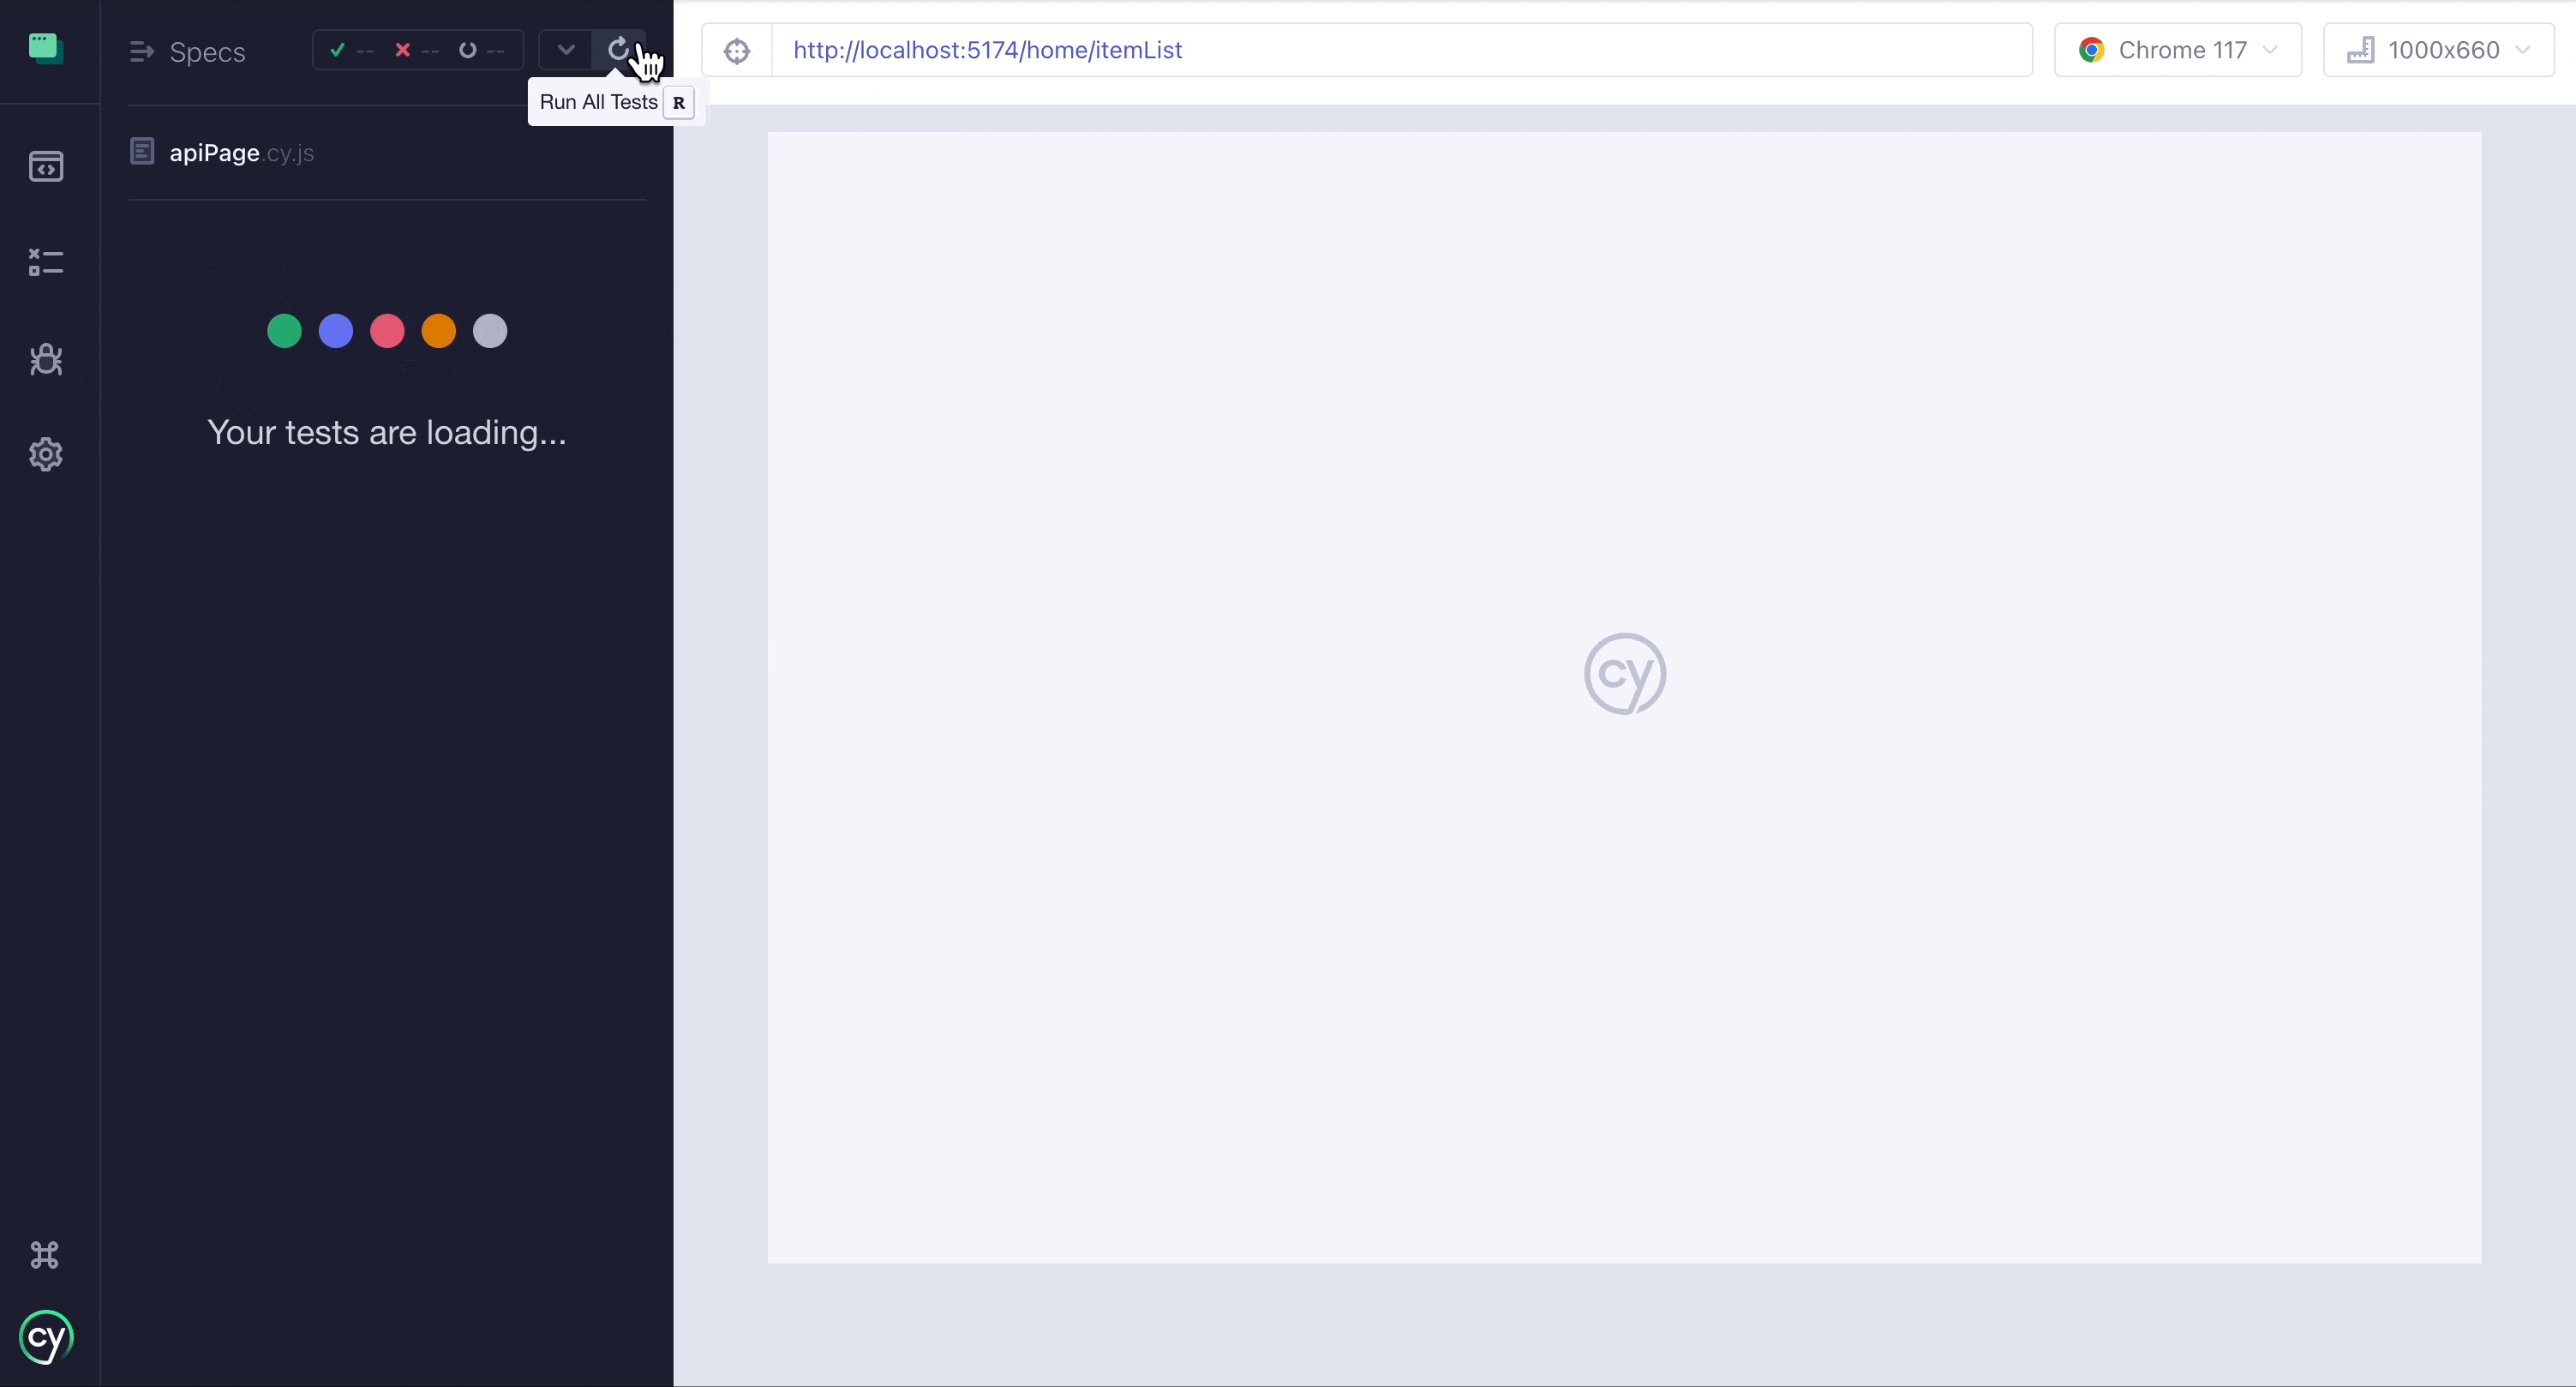 Specs
-- -- --
http://localhost:5174/home/itemList
Chrome 117
1000x660
Run All Tests R
apiPage.cy.js
Your tests are loading...
cy
cy